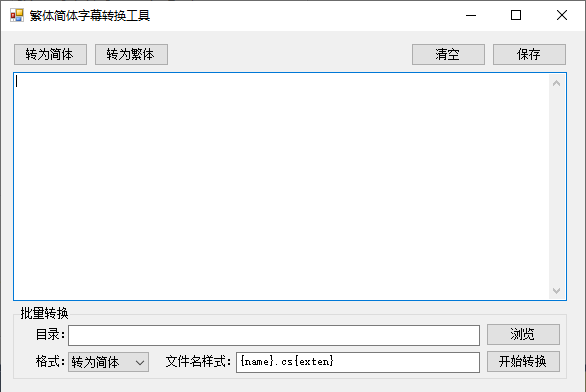 繁体简体字幕转换工具
转为简体 转为繁体 清空 保存
批量转换
目录: 浏览
格式: 转为简体 文件名样式: {name}.cs{exten} 开始转换